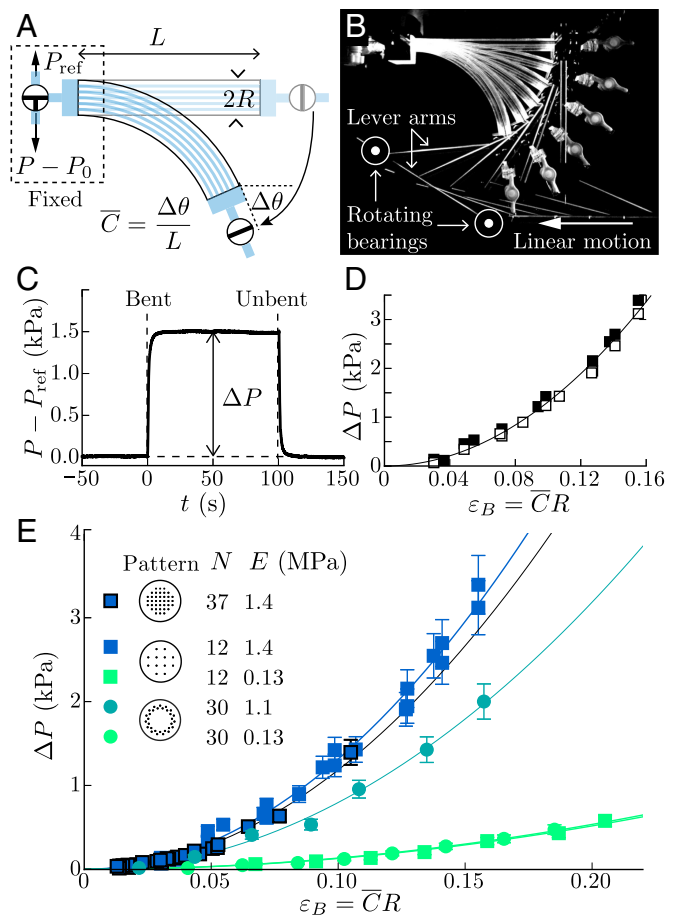 A
L
P_ref
2R
P − P_0
Fixed
C̅ = Δθ / L
Δθ
B
Lever arms
Rotating
bearings
Linear motion
C
Bent
Unbent
P − P_ref (kPa)
1.5
1.0
0.5
0.0
ΔP
−50
0
50
100
150
t (s)
D
ΔP (kPa)
3
2
1
0
0
0.04
0.08
0.12
0.16
ε_B = C̅R
E
Pattern N E (MPa)
37 1.4
12 1.4
12 0.13
30 1.1
30 0.13
ΔP (kPa)
4
3
2
1
0
0
0.05
0.10
0.15
0.20
ε_B = C̅R